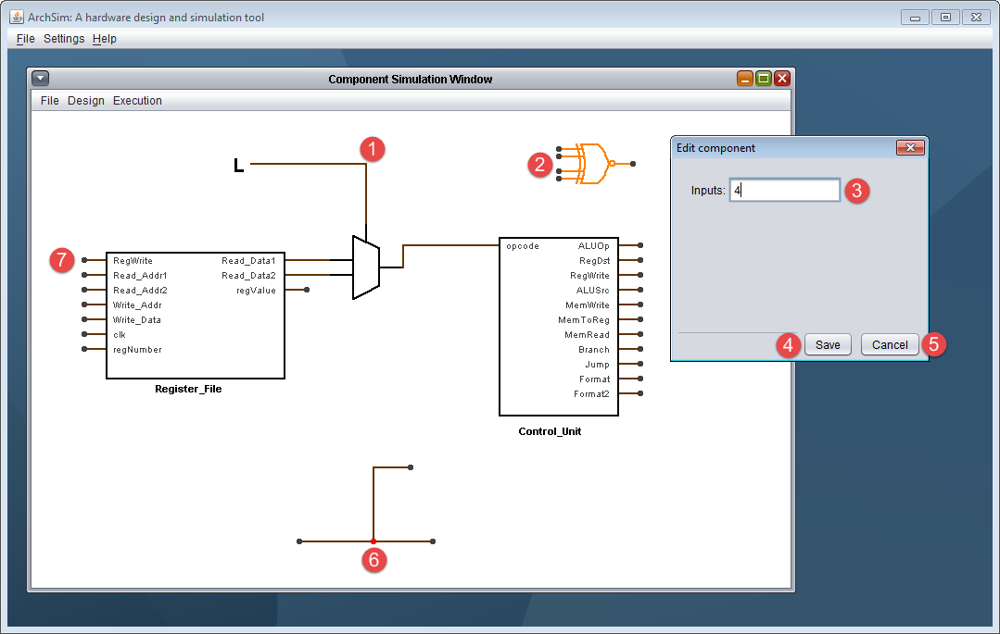 ArchSim: A hardware design and simulation tool
File Settings Help
Component Simulation Window
File Design Execution
1
L
2
Edit component
Inputs: 4
3
4
Save
Cancel
5
7
RegWrite
Read_Addr1
Read_Addr2
Write_Addr
Write_Data
clk
regNumber
Read_Data1
Read_Data2
regValue
Register_File
opcode
ALUOp
RegDst
RegWrite
ALUSrc
MemWrite
MemToReg
MemRead
Branch
Jump
Format
Format2
Control_Unit
6